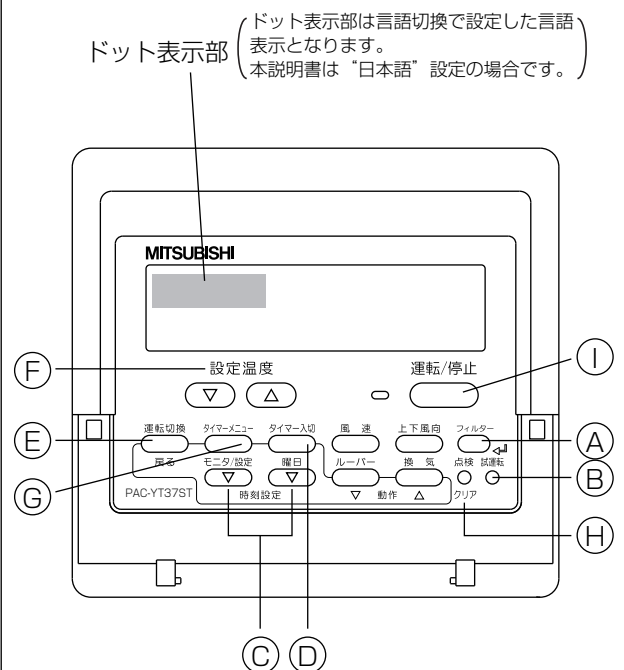 ドット表示部は言語切換で設定した言語
表示となります。
本説明書は“日本語”設定の場合です。
ドット表示部
MITSUBISHI
設定温度
運転/停止
F
▽ △
I
運転切換 タイマーメニュー タイマー入切 風速 上下風向 フィルター
E
A
戻る モニタ/設定 曜日 ルーバー 換気 点検 試運転
B
G
▽ ▽
PAC-YT37ST 時刻設定 ▽ 動作 △ クリア
H
C D